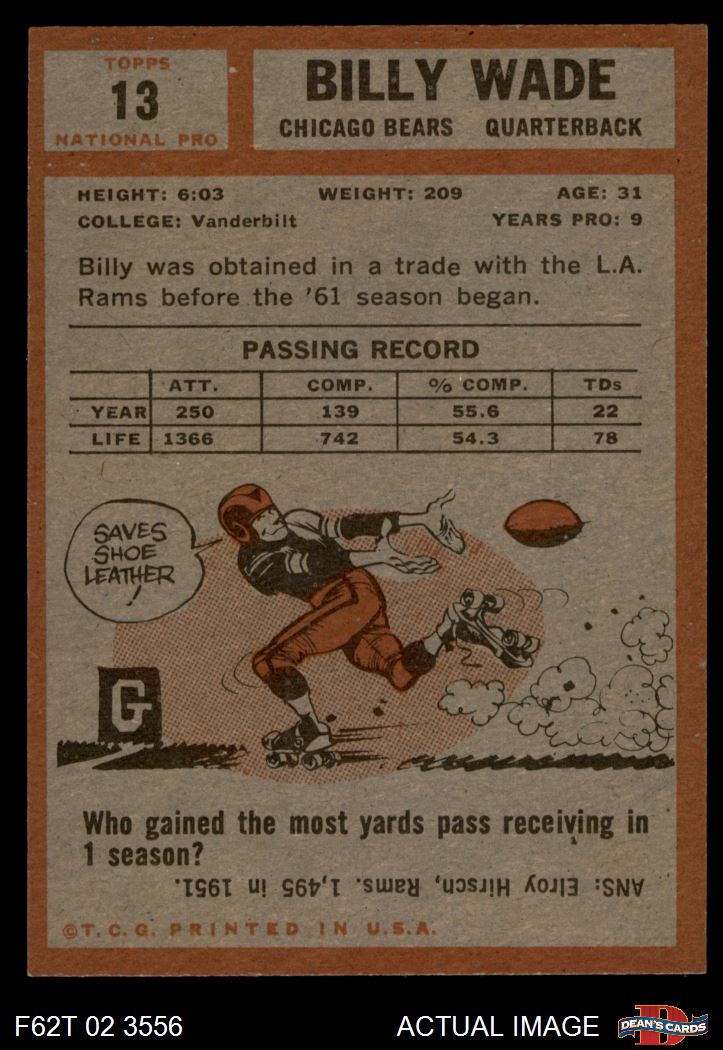 TOPPS
13
NATIONAL PRO
BILLY WADE
CHICAGO BEARS QUARTERBACK
HEIGHT: 6:03 WEIGHT: 209 AGE: 31
COLLEGE: Vanderbilt YEARS PRO: 9
Billy was obtained in a trade with the L.A.
Rams before the '61 season began.
PASSING RECORD
ATT. COMP. % COMP. TDs
YEAR 250 139 55.6 22
LIFE 1366 742 54.3 78
SAVES
SHOE
LEATHER
!
G
Who gained the most yards pass receiving in
1 season?
ANS: Elroy Hirsch, Rams. 1,495 in 1951.
©T.C.G. PRINTED IN U.S.A.
F62T 02 3556 ACTUAL IMAGE D DEAN'S CARDS